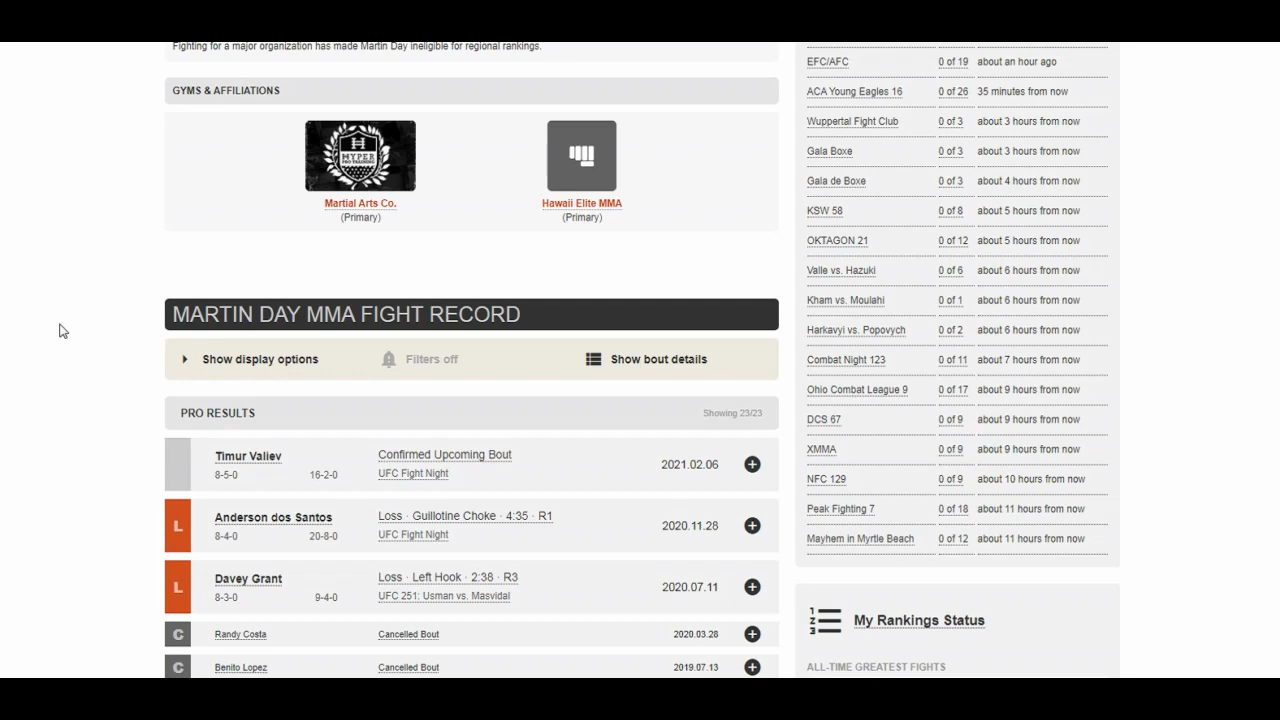 Fighting for a major organization has made Martin Day ineligible for regional rankings.
GYMS & AFFILIATIONS
HYPER
PRO TRAINING
Martial Arts Co.
(Primary)
Hawaii Elite MMA
(Primary)
MARTIN DAY MMA FIGHT RECORD
Show display options
Filters off
Show bout details
PRO RESULTS
Showing 23/23
Timur Valiev
8-5-0 16-2-0
Confirmed Upcoming Bout
UFC Fight Night
2021.02.06
L
Anderson dos Santos
8-4-0 20-8-0
Loss · Guillotine Choke · 4:35 · R1
UFC Fight Night
2020.11.28
L
Davey Grant
8-3-0 9-4-0
Loss · Left Hook · 2:38 · R3
UFC 251: Usman vs. Masvidal
2020.07.11
C Randy Costa Cancelled Bout 2020.03.28
C Benito Lopez Cancelled Bout 2019.07.13
EFC/AFC 0 of 19 about an hour ago
ACA Young Eagles 16 0 of 26 35 minutes from now
Wuppertal Fight Club 0 of 3 about 3 hours from now
Gala Boxe 0 of 3 about 3 hours from now
Gala de Boxe 0 of 3 about 4 hours from now
KSW 58 0 of 8 about 5 hours from now
OKTAGON 21 0 of 12 about 5 hours from now
Valle vs. Hazuki 0 of 6 about 6 hours from now
Kham vs. Moulahi 0 of 1 about 6 hours from now
Harkavyi vs. Popovych 0 of 2 about 6 hours from now
Combat Night 123 0 of 11 about 7 hours from now
Ohio Combat League 9 0 of 17 about 9 hours from now
DCS 67 0 of 9 about 9 hours from now
XMMA 0 of 9 about 9 hours from now
NFC 129 0 of 9 about 10 hours from now
Peak Fighting 7 0 of 18 about 11 hours from now
Mayhem in Myrtle Beach 0 of 12 about 11 hours from now
1
2
3
My Rankings Status
ALL-TIME GREATEST FIGHTS